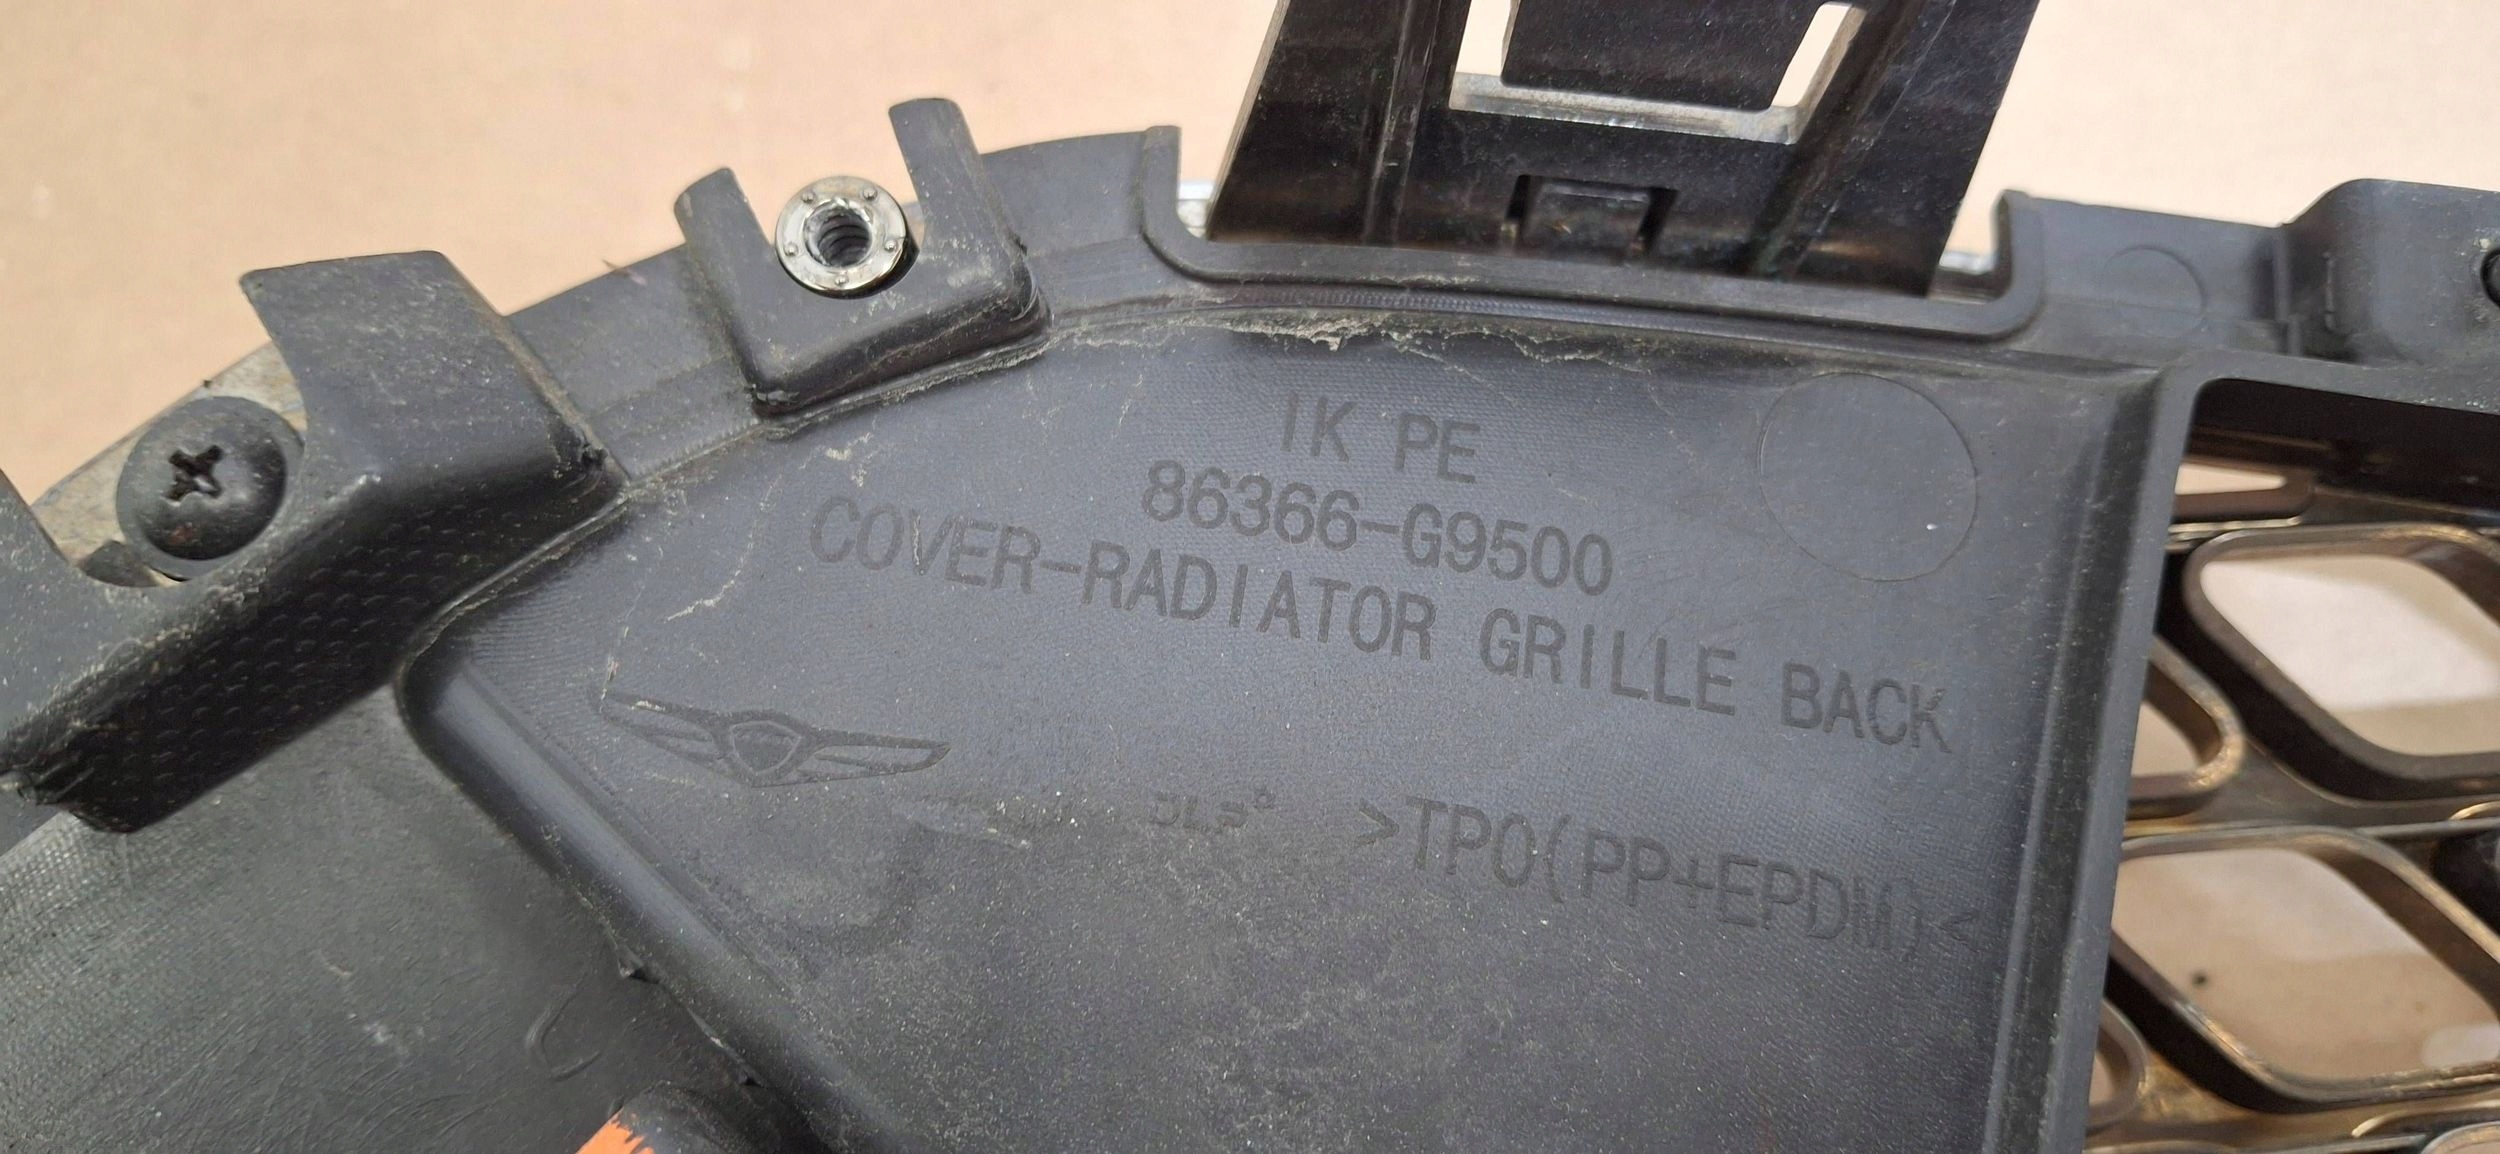 IK PE
86366-G9500
COVER-RADIATOR GRILLE BACK
>TPO(PP+EPDM)<